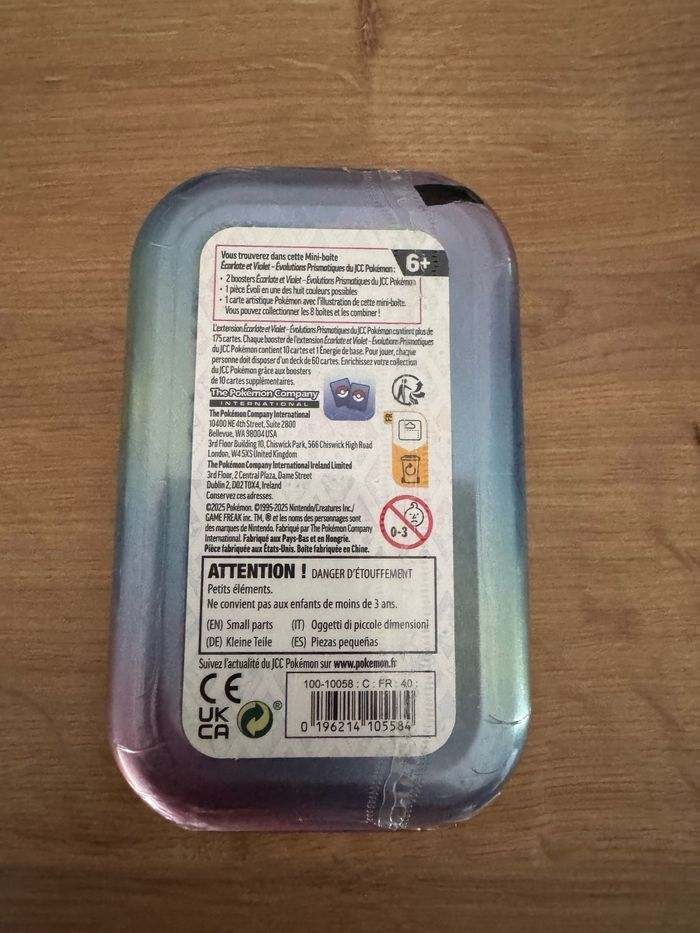 Vous trouverez dans cette Mini-boîte
Écarlate et Violet – Évolutions Prismatiques du JCC Pokémon :
6+
• 2 boosters Écarlate et Violet – Évolutions Prismatiques du JCC Pokémon
• 1 pièce Évoli en une des huit couleurs possibles
• 1 carte artistique Pokémon avec l'illustration de cette mini-boîte.
Vous pouvez collectionner les 8 boîtes et les combiner !
L'extension Écarlate et Violet – Évolutions Prismatiques du JCC Pokémon contient plus de
175 cartes. Chaque booster de l'extension Écarlate et Violet – Évolutions Prismatiques
du JCC Pokémon contient 10 cartes et 1 Énergie de base. Pour jouer, chaque
personne doit disposer d'un deck de 60 cartes. Enrichissez votre collection
du JCC Pokémon grâce aux boosters
de 10 cartes supplémentaires.
The Pokémon Company
INTERNATIONAL
The Pokémon Company International
10400 NE 4th Street, Suite 2800
Bellevue, WA 98004 USA
3rd Floor Building 10, Chiswick Park, 566 Chiswick High Road
London, W4 5XS United Kingdom
The Pokémon Company International Ireland Limited
3rd Floor, 2 Central Plaza, Dame Street
Dublin 2, D02 T0X4, Ireland
Conservez ces adresses.
FR
©2025 Pokémon. ©1995-2025 Nintendo/Creatures Inc./
GAME FREAK inc. TM, ® et les noms des personnages sont
des marques de Nintendo. Fabriqué par The Pokémon Company
International. Fabriqué aux Pays-Bas et en Hongrie.
Pièce fabriquée aux États-Unis. Boîte fabriquée en Chine.
0-3
ATTENTION ! DANGER D'ÉTOUFFEMENT
Petits éléments.
Ne convient pas aux enfants de moins de 3 ans.
(EN) Small parts (IT) Oggetti di piccole dimensioni
(DE) Kleine Teile (ES) Piezas pequeñas
Suivez l'actualité du JCC Pokémon sur www.pokemon.fr
CE
UK
CA
®
100-10058 : C : FR : 40 :
0 196214 105584